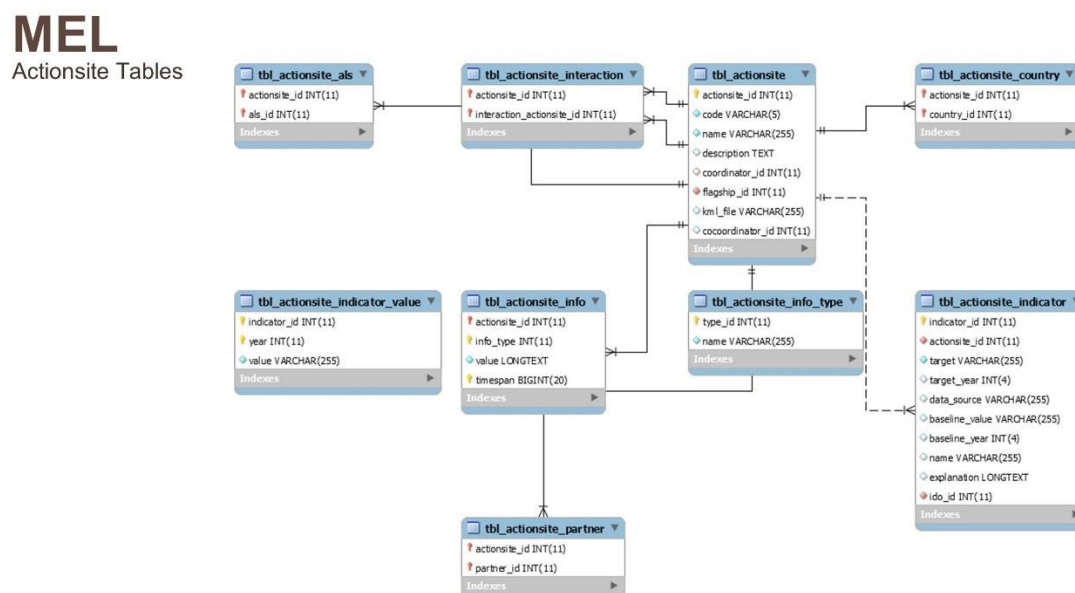 MEL
Actionsite Tables
tbl_actionsite_als
actionsite_id INT(11)
als_id INT(11)
Indexes
tbl_actionsite_interaction
actionsite_id INT(11)
interaction_actionsite_id INT(11)
Indexes
tbl_actionsite
actionsite_id INT(11)
code VARCHAR(5)
name VARCHAR(255)
description TEXT
coordinator_id INT(11)
flagship_id INT(11)
kml_file VARCHAR(255)
cocoordinator_id INT(11)
Indexes
tbl_actionsite_country
actionsite_id INT(11)
country_id INT(11)
Indexes
tbl_actionsite_indicator_value
indicator_id INT(11)
year INT(11)
value VARCHAR(255)
Indexes
tbl_actionsite_info
actionsite_id INT(11)
info_type INT(11)
value LONGTEXT
timespan BIGINT(20)
Indexes
tbl_actionsite_info_type
type_id INT(11)
name VARCHAR(255)
Indexes
tbl_actionsite_indicator
indicator_id INT(11)
actionsite_id INT(11)
target VARCHAR(255)
target_year INT(4)
data_source VARCHAR(255)
baseline_value VARCHAR(255)
baseline_year INT(4)
name VARCHAR(255)
explanation LONGTEXT
ido_id INT(11)
Indexes
tbl_actionsite_partner
actionsite_id INT(11)
partner_id INT(11)
Indexes